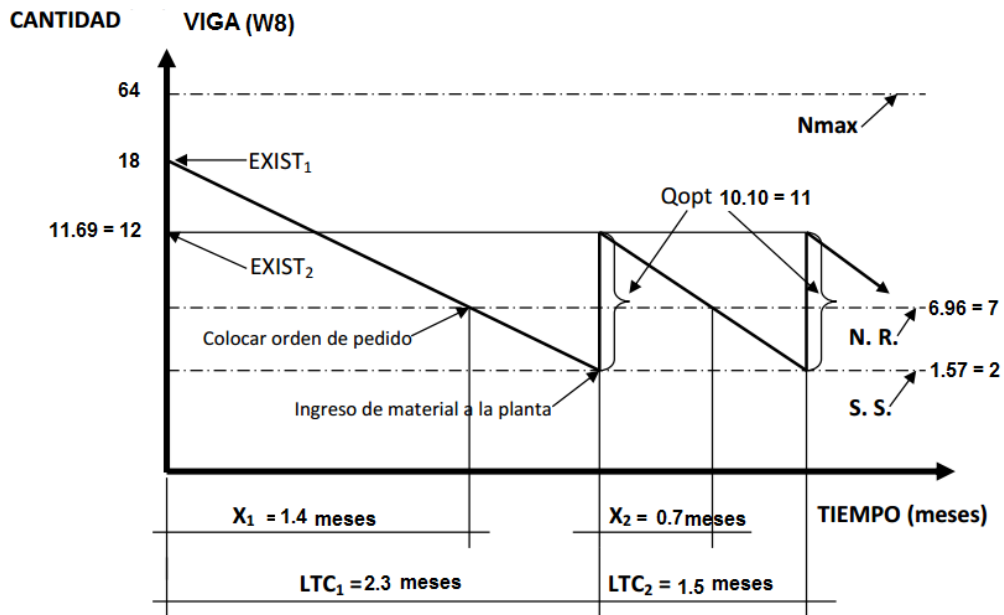 CANTIDAD VIGA (W8)
64
Nmax
18
EXIST₁
Qopt 10.10 = 11
11.69 = 12
EXIST₂
6.96 = 7
Colocar orden de pedido
N. R.
1.57 = 2
Ingreso de material a la planta
S. S.
X₁ = 1.4 meses
X₂ = 0.7 meses
TIEMPO (meses)
LTC₁ = 2.3 meses
LTC₂ = 1.5 meses